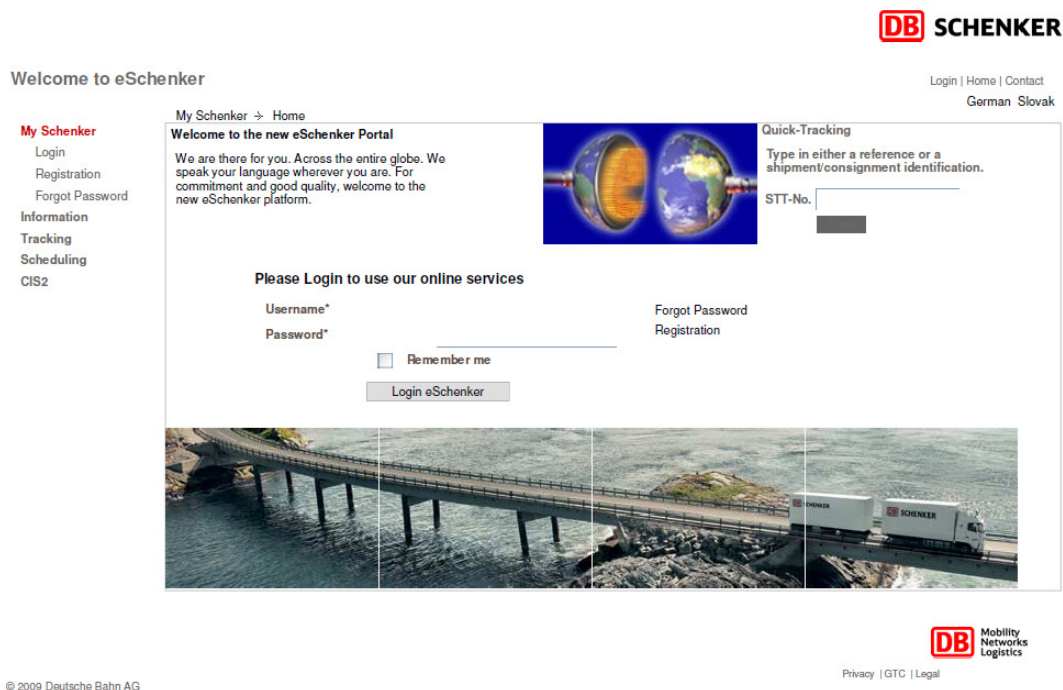 DB SCHENKER
Welcome to eSchenker
Login | Home | Contact
German Slovak
My Schenker → Home
My Schenker
Login
Registration
Forgot Password
Information
Tracking
Scheduling
CIS2
Welcome to the new eSchenker Portal
We are there for you. Across the entire globe. We
speak your language wherever you are. For
commitment and good quality, welcome to the
new eSchenker platform.
Quick-Tracking
Type in either a reference or a
shipment/consignment identification.
STT-No.
Please Login to use our online services
Username*
Password*
Forgot Password
Registration
Remember me
Login eSchenker
SCHENKER
DB SCHENKER
DB Mobility
Networks
Logistics
Privacy | GTC | Legal
© 2009 Deutsche Bahn AG